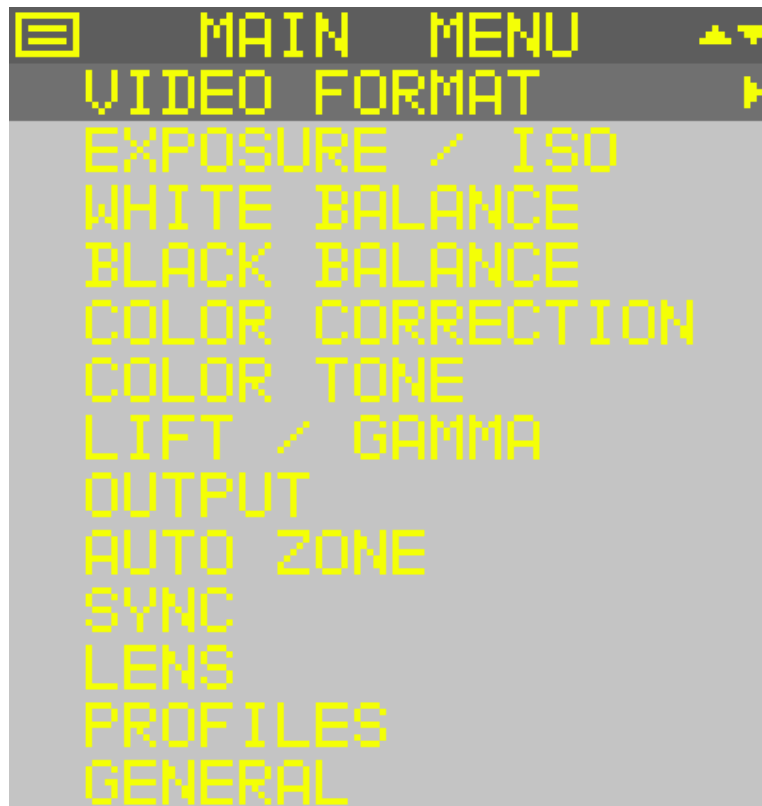 MAIN MENU
VIDEO FORMAT
EXPOSURE / ISO
WHITE BALANCE
BLACK BALANCE
COLOR CORRECTION
COLOR TONE
LIFT / GAMMA
OUTPUT
AUTO ZONE
SYNC
LENS
PROFILES
GENERAL